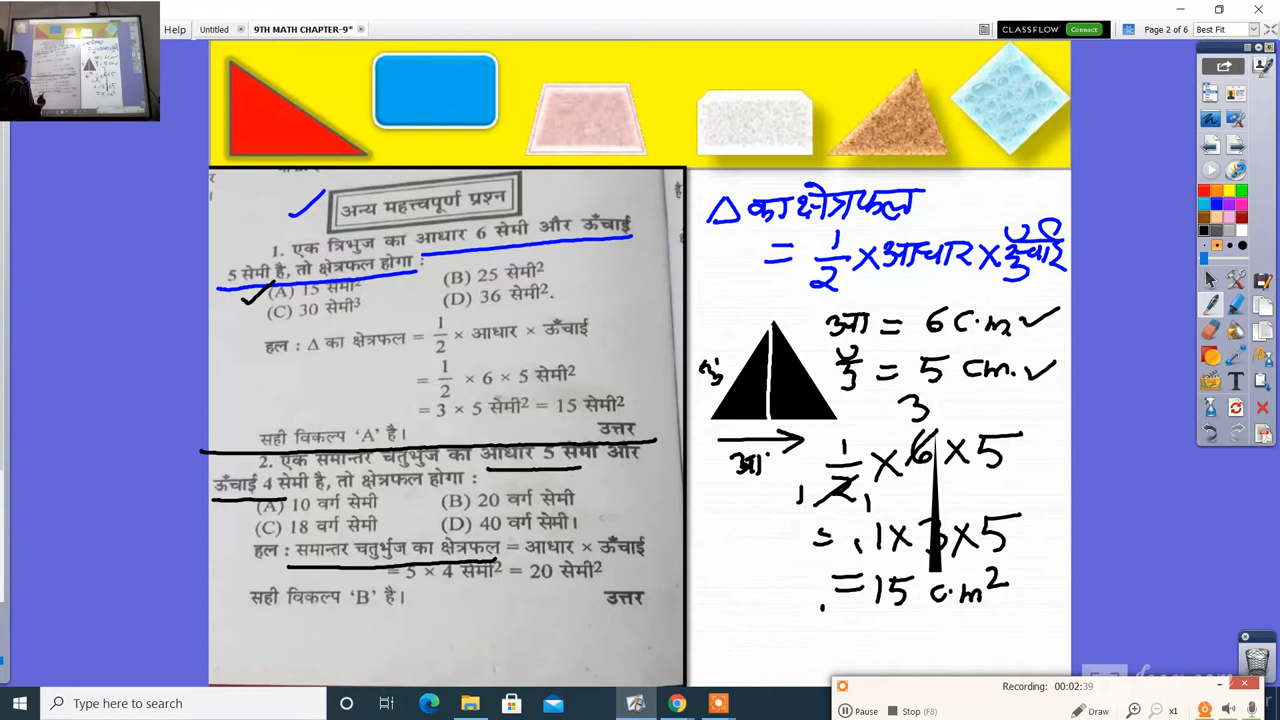 Help Untitled 9TH MATH CHAPTER-9* CLASSFLOW Connect Page 2 of 6 Best Fit
अन्य महत्त्वपूर्ण प्रश्न
1. एक त्रिभुज का आधार 6 सेमी और ऊँचाई
5 सेमी है, तो क्षेत्रफल होगा :
(A) 15 सेमी² (B) 25 सेमी²
(C) 30 सेमी³ (D) 36 सेमी².
हल : Δ का क्षेत्रफल = 1/2 × आधार × ऊँचाई
= 1/2 × 6 × 5 सेमी²
= 3 × 5 सेमी² = 15 सेमी²
सही विकल्प 'A' है। उत्तर
2. एक समान्तर चतुर्भुज का आधार 5 सेमी और
ऊँचाई 4 सेमी है, तो क्षेत्रफल होगा :
(A) 10 वर्ग सेमी (B) 20 वर्ग सेमी
(C) 18 वर्ग सेमी (D) 40 वर्ग सेमी।
हल : समान्तर चतुर्भुज का क्षेत्रफल = आधार × ऊँचाई
= 5 × 4 सेमी² = 20 सेमी²
सही विकल्प 'B' है। उत्तर
Δ का क्षेत्रफल
= 1/2 × आधार × ऊँचाई
आ = 6 c.m
ऊँ = 5 cm.
ऊँ
आ.
3
1/2 × 6 × 5
1 1
= 1 × 3 × 5
= 15 c.m²
Type here to search
Recording: 00:02:39
Pause Stop (F8) Draw x1